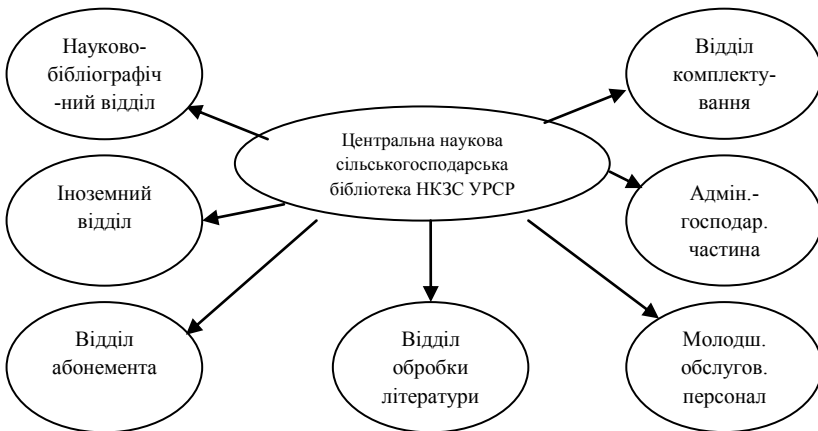 Науково-
бібліографіч
-ний відділ
Відділ
комплекту-
вання
Центральна наукова
сільськогосподарська
бібліотека НКЗС УРСР
Іноземний
відділ
Адмін.-
господар.
частина
Відділ
абонемента
Відділ
обробки
літератури
Молодш.
обслугов.
персонал